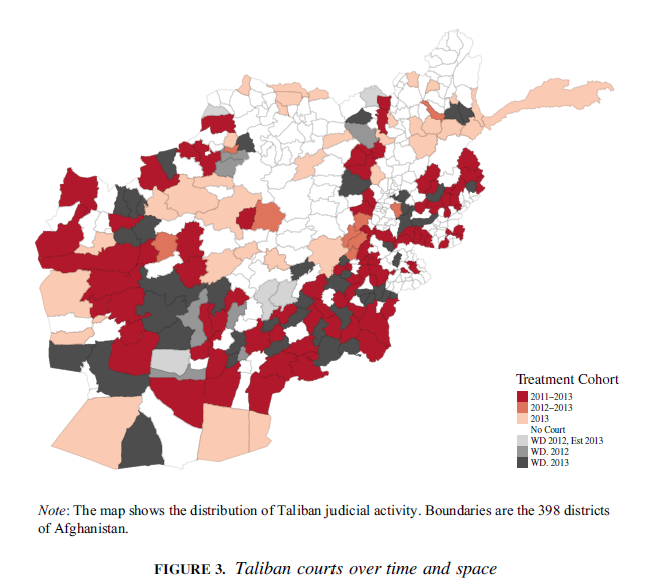 Treatment Cohort
2011–2013
2012–2013
2013
No Court
WD 2012, Est 2013
WD. 2012
WD. 2013
Note: The map shows the distribution of Taliban judicial activity. Boundaries are the 398 districts
of Afghanistan.
FIGURE 3. Taliban courts over time and space